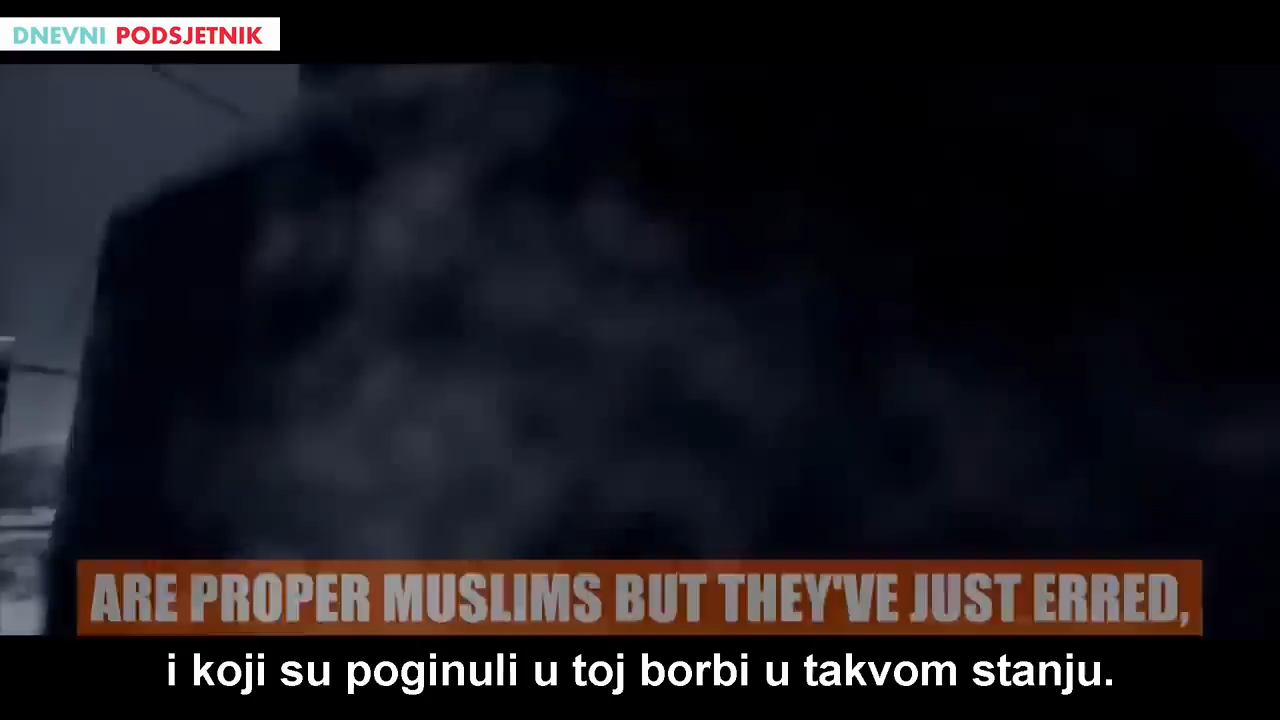 DNEVNI PODSJETNIK
ARE PROPER MUSLIMS BUT THEY'VE JUST ERRED,
i koji su poginuli u toj borbi u takvom stanju.